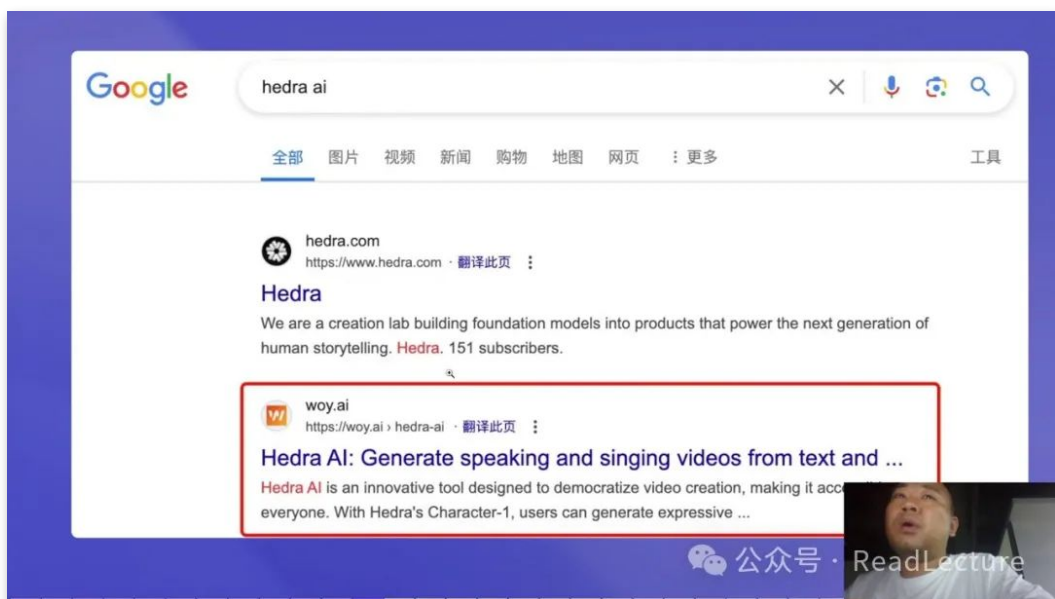 Google
hedra ai
全部 图片 视频 新闻 购物 地图 网页 更多 工具
hedra.com
https://www.hedra.com · 翻译此页
Hedra
We are a creation lab building foundation models into products that power the next generation of
human storytelling. Hedra. 151 subscribers.
woy.ai
https://woy.ai › hedra-ai · 翻译此页
Hedra AI: Generate speaking and singing videos from text and ...
Hedra AI is an innovative tool designed to democratize video creation, making it
everyone. With Hedra's Character-1, users can generate expressive ...
公众号 · ReadLecture